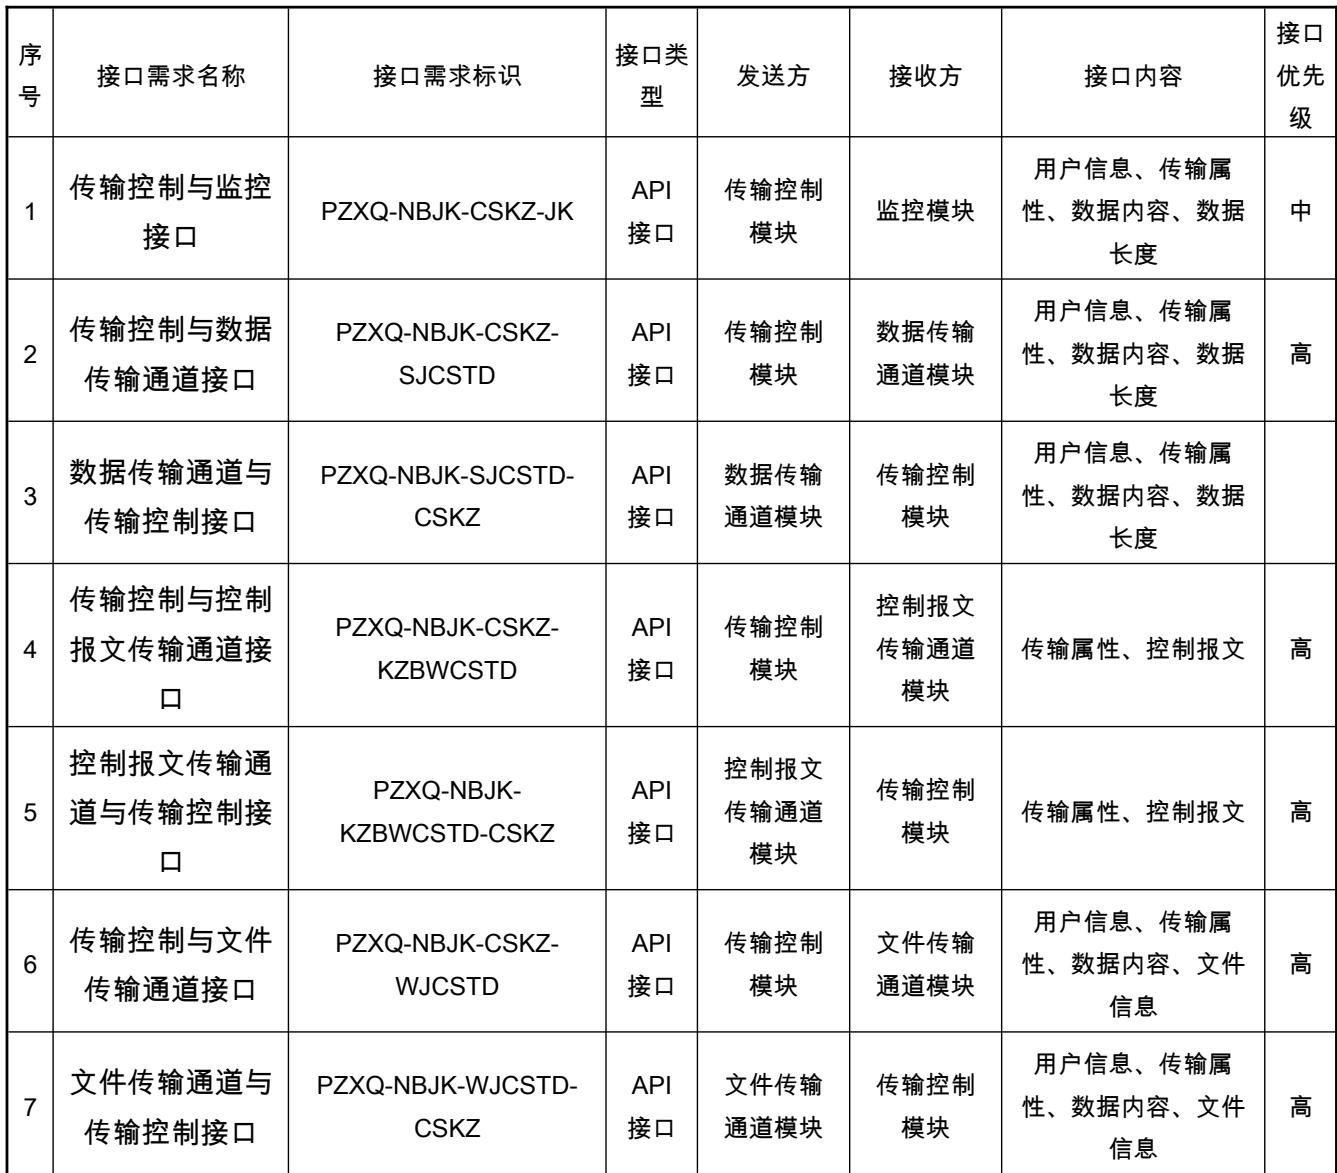 序号 接口需求名称 接口需求标识 接口类型 发送方 接收方 接口内容 接口优先级
1 传输控制与监控接口 PZXQ-NBJK-CSKZ-JK API接口 传输控制模块 监控模块 用户信息、传输属性、数据内容、数据长度 中
2 传输控制与数据传输通道接口 PZXQ-NBJK-CSKZ-SJCSTD API接口 传输控制模块 数据传输通道模块 用户信息、传输属性、数据内容、数据长度 高
3 数据传输通道与传输控制接口 PZXQ-NBJK-SJCSTD-CSKZ API接口 数据传输通道模块 传输控制模块 用户信息、传输属性、数据内容、数据长度
4 传输控制与控制报文传输通道接口 PZXQ-NBJK-CSKZ-KZBWCSTD API接口 传输控制模块 控制报文传输通道模块 传输属性、控制报文 高
5 控制报文传输通道与传输控制接口 PZXQ-NBJK-KZBWCSTD-CSKZ API接口 控制报文传输通道模块 传输控制模块 传输属性、控制报文 高
6 传输控制与文件传输通道接口 PZXQ-NBJK-CSKZ-WJCSTD API接口 传输控制模块 文件传输通道模块 用户信息、传输属性、数据内容、文件信息 高
7 文件传输通道与传输控制接口 PZXQ-NBJK-WJCSTD-CSKZ API接口 文件传输通道模块 传输控制模块 用户信息、传输属性、数据内容、文件信息 高